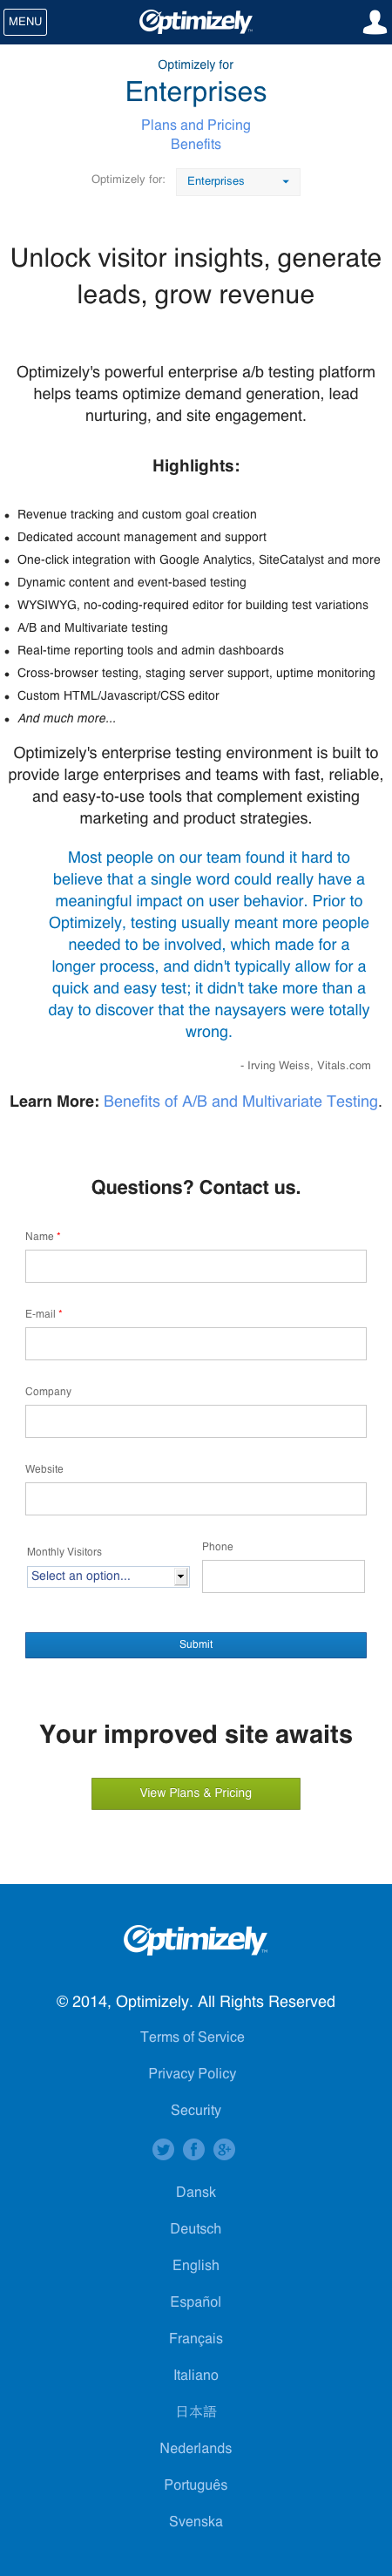 MENU
Optimizely
Optimizely for
Enterprises
Plans and Pricing
Benefits
Optimizely for:
Enterprises
Unlock visitor insights, generate
leads, grow revenue
Optimizely's powerful enterprise a/b testing platform
helps teams optimize demand generation, lead
nurturing, and site engagement.
Highlights:
• Revenue tracking and custom goal creation
• Dedicated account management and support
• One-click integration with Google Analytics, SiteCatalyst and more
• Dynamic content and event-based testing
• WYSIWYG, no-coding-required editor for building test variations
• A/B and Multivariate testing
• Real-time reporting tools and admin dashboards
• Cross-browser testing, staging server support, uptime monitoring
• Custom HTML/Javascript/CSS editor
• And much more...
Optimizely's enterprise testing environment is built to
provide large enterprises and teams with fast, reliable,
and easy-to-use tools that complement existing
marketing and product strategies.
Most people on our team found it hard to
believe that a single word could really have a
meaningful impact on user behavior. Prior to
Optimizely, testing usually meant more people
needed to be involved, which made for a
longer process, and didn't typically allow for a
quick and easy test; it didn't take more than a
day to discover that the naysayers were totally
wrong.
- Irving Weiss, Vitals.com
Learn More: Benefits of A/B and Multivariate Testing.
Questions? Contact us.
Name *
E-mail *
Company
Website
Monthly Visitors
Select an option...
Phone
Submit
Your improved site awaits
View Plans & Pricing
Optimizely
© 2014, Optimizely. All Rights Reserved
Terms of Service
Privacy Policy
Security
Dansk
Deutsch
English
Español
Français
Italiano
日本語
Nederlands
Português
Svenska